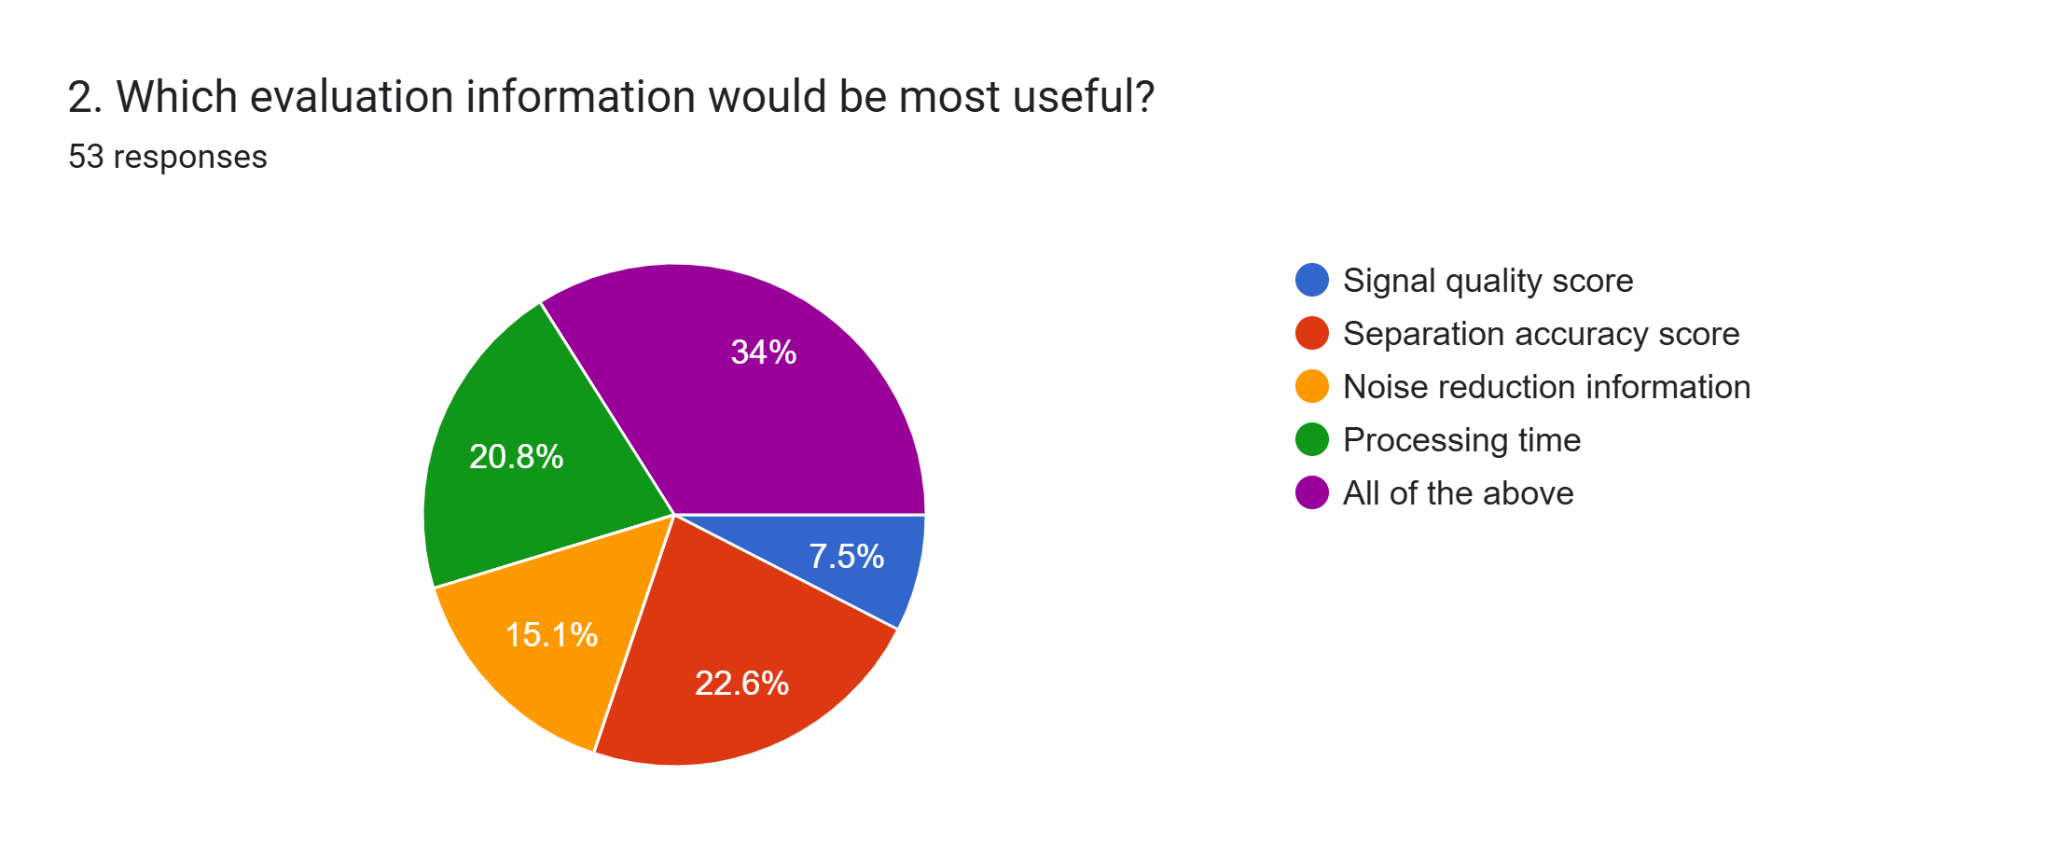 2. Which evaluation information would be most useful?
53 responses
34%
20.8%
7.5%
15.1%
22.6%
Signal quality score
Separation accuracy score
Noise reduction information
Processing time
All of the above